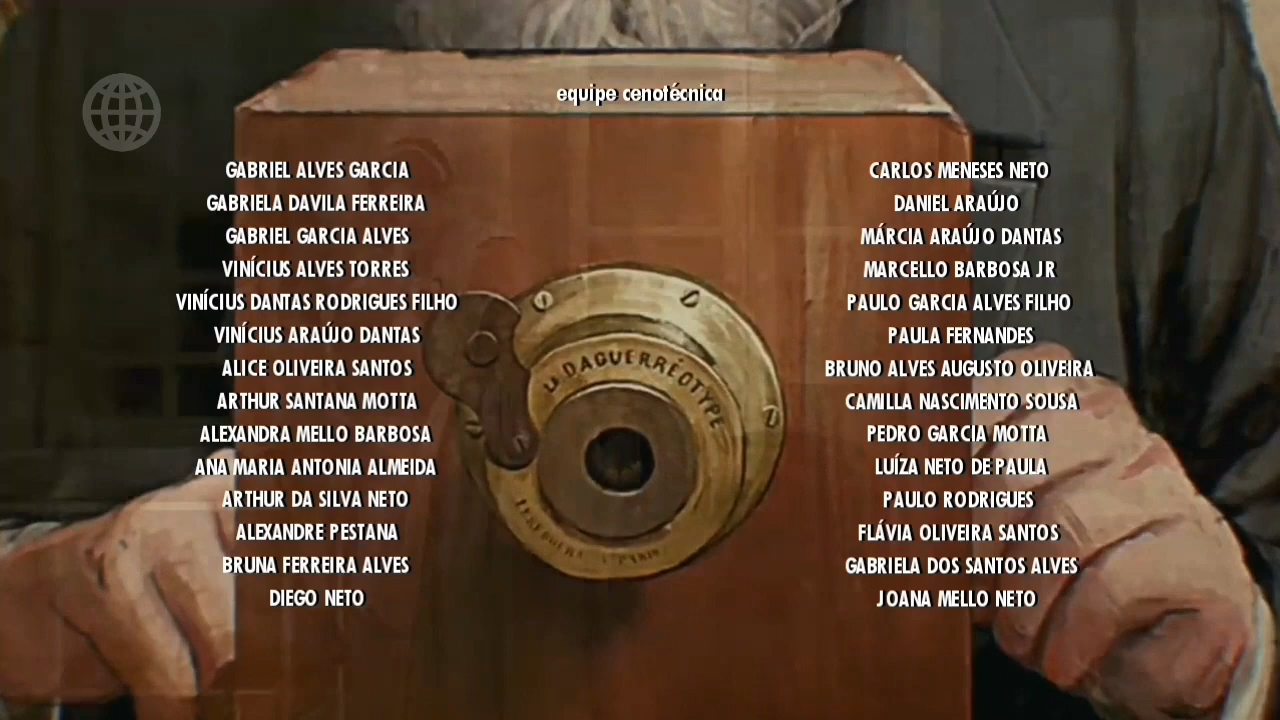 equipe cenotécnica
GABRIEL ALVES GARCIA
GABRIELA DAVILA FERREIRA
GABRIEL GARCIA ALVES
VINÍCIUS ALVES TORRES
VINÍCIUS DANTAS RODRIGUES FILHO
VINÍCIUS ARAÚJO DANTAS
ALICE OLIVEIRA SANTOS
ARTHUR SANTANA MOTTA
ALEXANDRA MELLO BARBOSA
ANA MARIA ANTONIA ALMEIDA
ARTHUR DA SILVA NETO
ALEXANDRE PESTANA
BRUNA FERREIRA ALVES
DIEGO NETO
CARLOS MENESES NETO
DANIEL ARAÚJO
MÁRCIA ARAÚJO DANTAS
MARCELLO BARBOSA JR
PAULO GARCIA ALVES FILHO
PAULA FERNANDES
BRUNO ALVES AUGUSTO OLIVEIRA
CAMILLA NASCIMENTO SOUSA
PEDRO GARCIA MOTTA
LUÍZA NETO DE PAULA
PAULO RODRIGUES
FLÁVIA OLIVEIRA SANTOS
GABRIELA DOS SANTOS ALVES
JOANA MELLO NETO
DAGUERRÉOTYPE